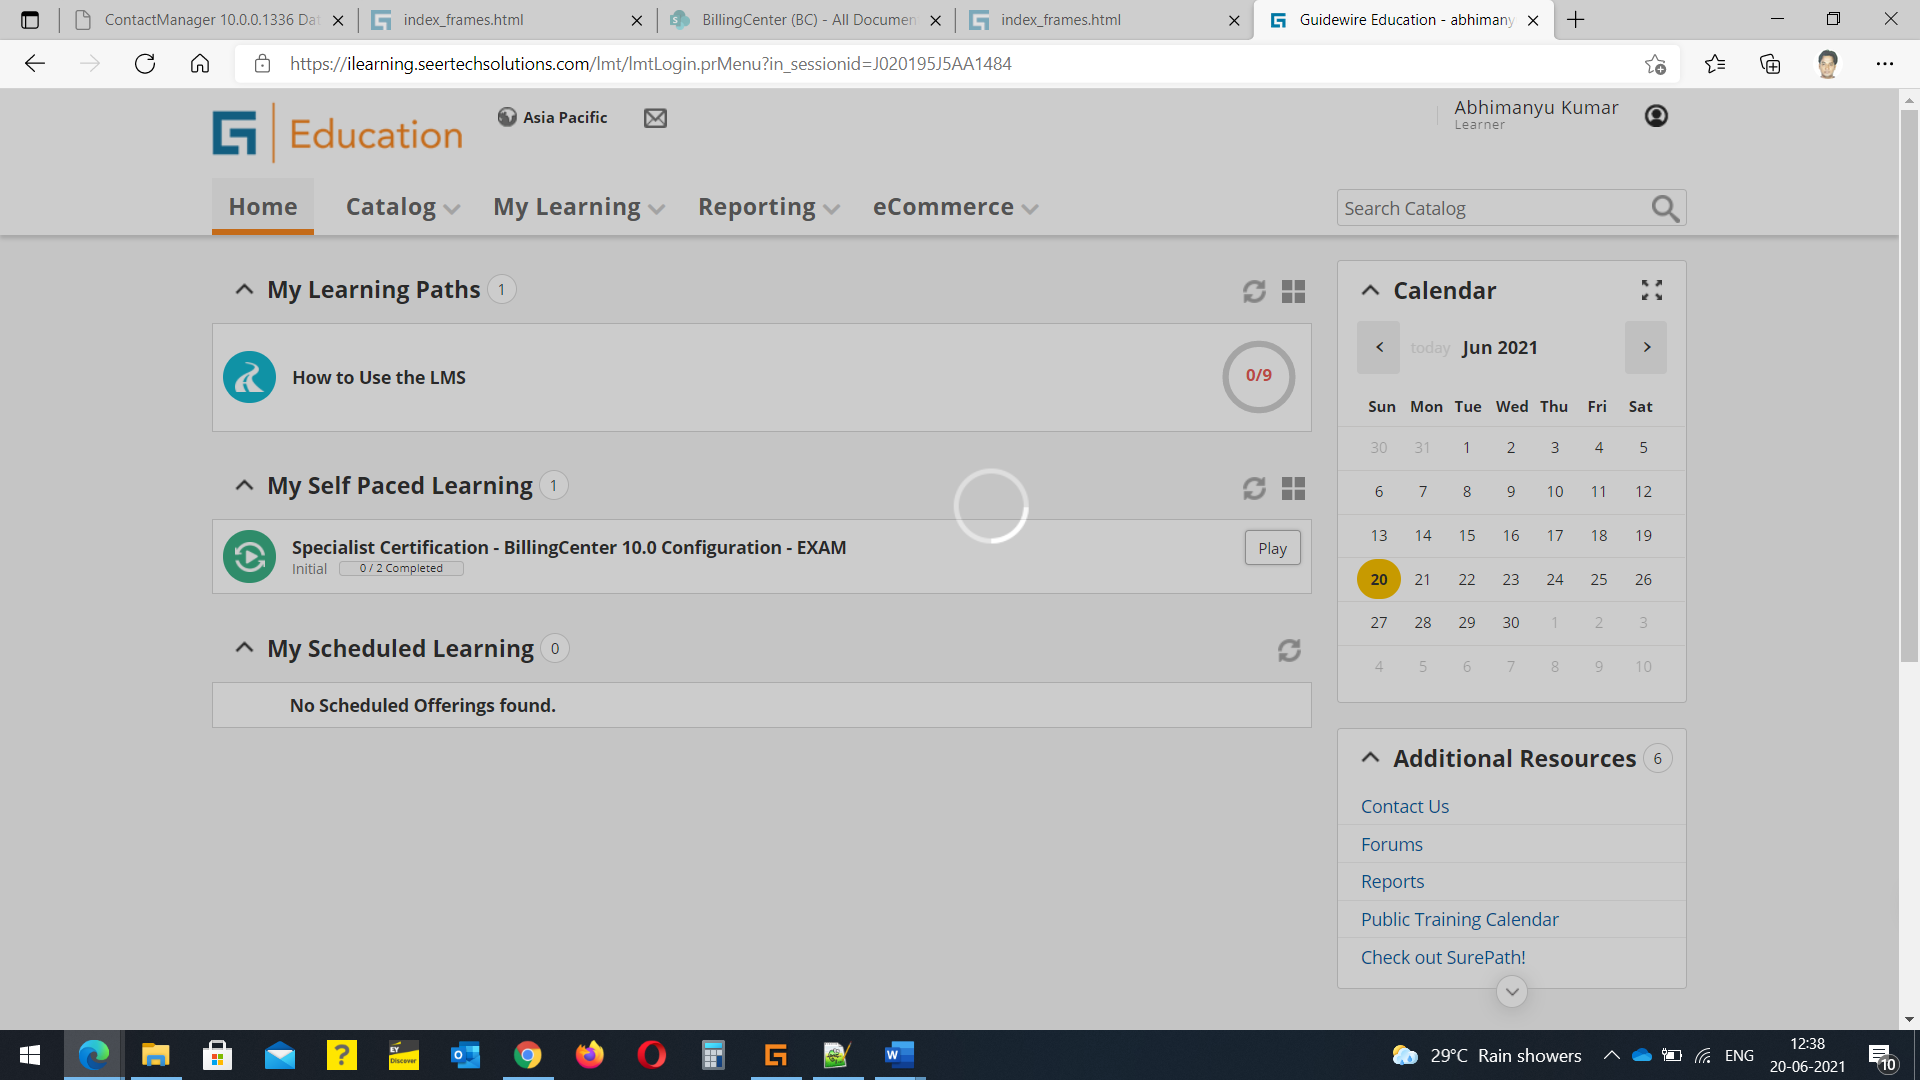 ContactManager 10.0.0.1336 Dat
index_frames.html
BillingCenter (BC) - All Documen
index_frames.html
Guidewire Education - abhimany
https://ilearning.seertechsolutions.com/lmt/lmtLogin.prMenu?in_sessionid=J020195J5AA1484
Education
Asia Pacific
Abhimanyu Kumar
Learner
Home
Catalog
My Learning
Reporting
eCommerce
Search Catalog
My Learning Paths 1
How to Use the LMS
0/9
My Self Paced Learning 1
Specialist Certification - BillingCenter 10.0 Configuration - EXAM
Initial
0 / 2 Completed
Play
My Scheduled Learning 0
No Scheduled Offerings found.
Calendar
< today Jun 2021 >
Sun Mon Tue Wed Thu Fri Sat
30 31 1 2 3 4 5
6 7 8 9 10 11 12
13 14 15 16 17 18 19
20 21 22 23 24 25 26
27 28 29 30 1 2 3
4 5 6 7 8 9 10
Additional Resources 6
Contact Us
Forums
Reports
Public Training Calendar
Check out SurePath!
?
EY
Discover
W
29°C Rain showers
ENG
12:38
20-06-2021
10